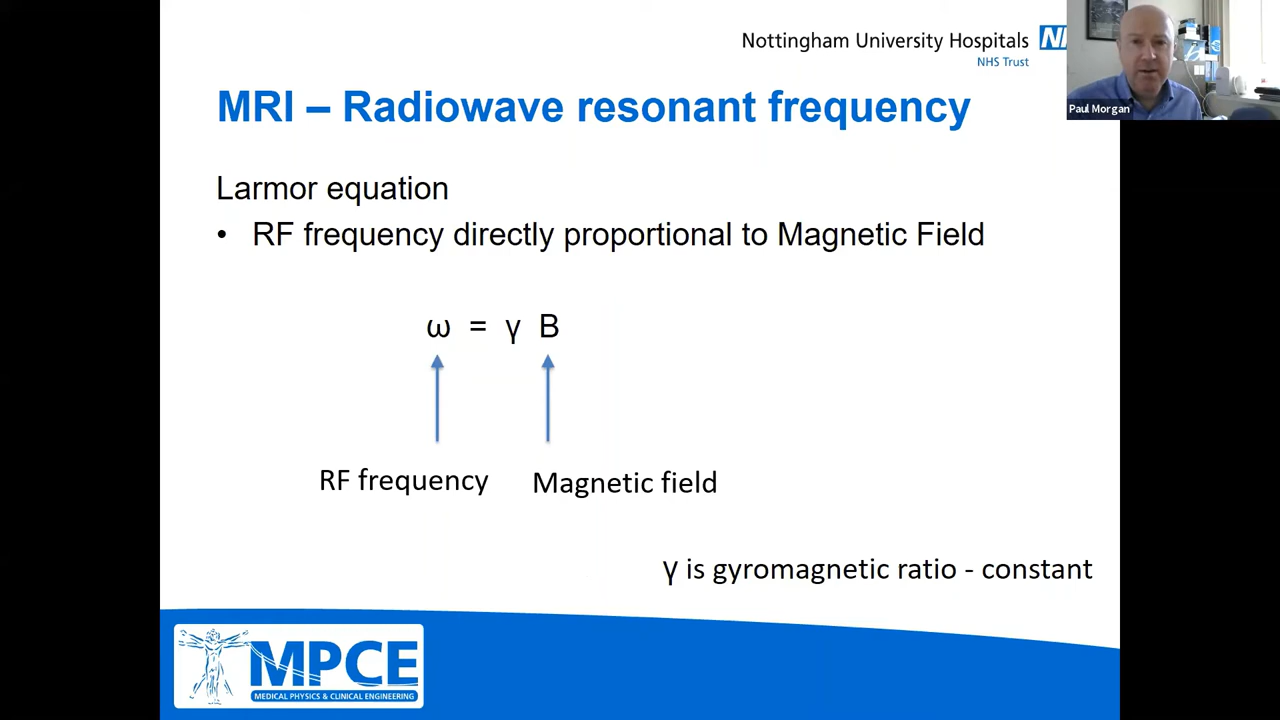 Nottingham University Hospitals
NHS Trust
Paul Morgan
MRI – Radiowave resonant frequency
Larmor equation
• RF frequency directly proportional to Magnetic Field
ω = γ B
RF frequency
Magnetic field
γ is gyromagnetic ratio - constant
MPCE
MEDICAL PHYSICS & CLINICAL ENGINEERING